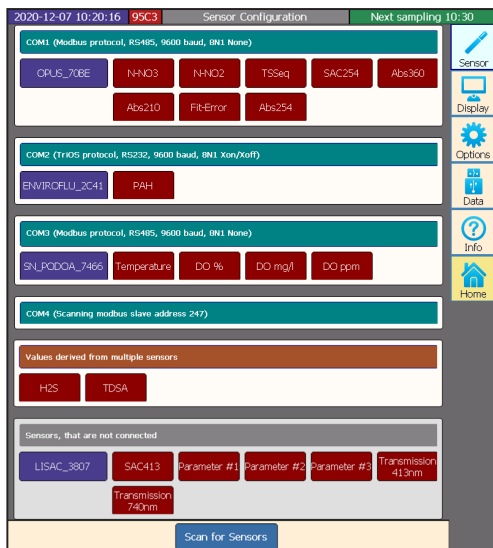 2020-12-07 10:20:16 95C3 Sensor Configuration Next sampling 10:30
COM1 (Modbus protocol, RS485, 9600 baud, 8N1 None)
OPUS_70BE N-NO3 N-NO2 TSSeq SAC254 Abs360
Abs210 Fit-Error Abs254
COM2 (TriOS protocol, RS232, 9600 baud, 8N1 Xon/Xoff)
ENVIROFLU_2C41 PAH
COM3 (Modbus protocol, RS485, 9600 baud, 8N1 None)
SN_PODOA_7466 Temperature DO % DO mg/l DO ppm
COM4 (Scanning modbus slave address 247)
Values derived from multiple sensors
H2S TDSA
Sensors, that are not connected
LISAC_3807 SAC413 Parameter #1 Parameter #2 Parameter #3 Transmission
413nm
Transmission
740nm
Scan for Sensors
Sensor
Display
Options
Data
Info
Home